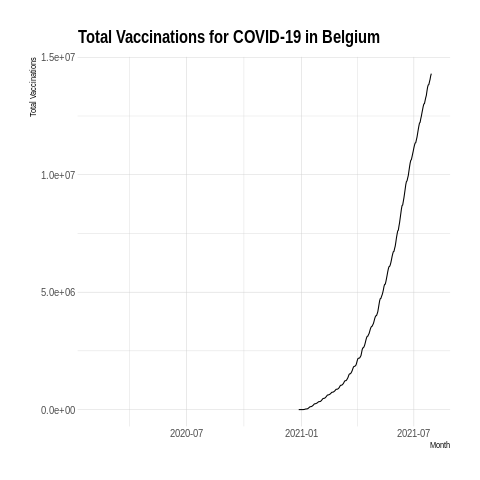 Total Vaccinations for COVID-19 in Belgium
Total Vaccinations
1.5e+07
1.0e+07
5.0e+06
0.0e+00
2020-07
2021-01
2021-07
Month